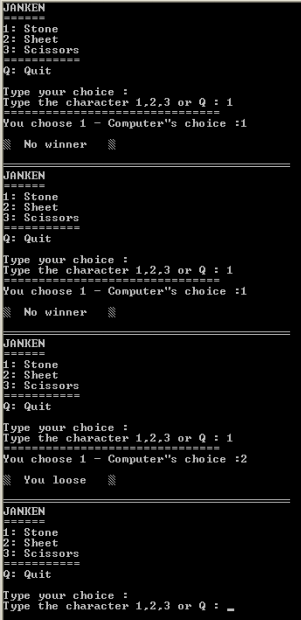 JANKEN
======
1: Stone
2: Sheet
3: Scissors
===========
Q: Quit
Type your choice :
Type the character 1,2,3 or Q : 1
===============================
You choose 1 - Computer"s choice :1
▒ No winner ▒
JANKEN
======
1: Stone
2: Sheet
3: Scissors
===========
Q: Quit
Type your choice :
Type the character 1,2,3 or Q : 1
===============================
You choose 1 - Computer"s choice :1
▒ No winner ▒
JANKEN
======
1: Stone
2: Sheet
3: Scissors
===========
Q: Quit
Type your choice :
Type the character 1,2,3 or Q : 1
===============================
You choose 1 - Computer"s choice :2
▒ You loose ▒
JANKEN
======
1: Stone
2: Sheet
3: Scissors
===========
Q: Quit
Type your choice :
Type the character 1,2,3 or Q : _